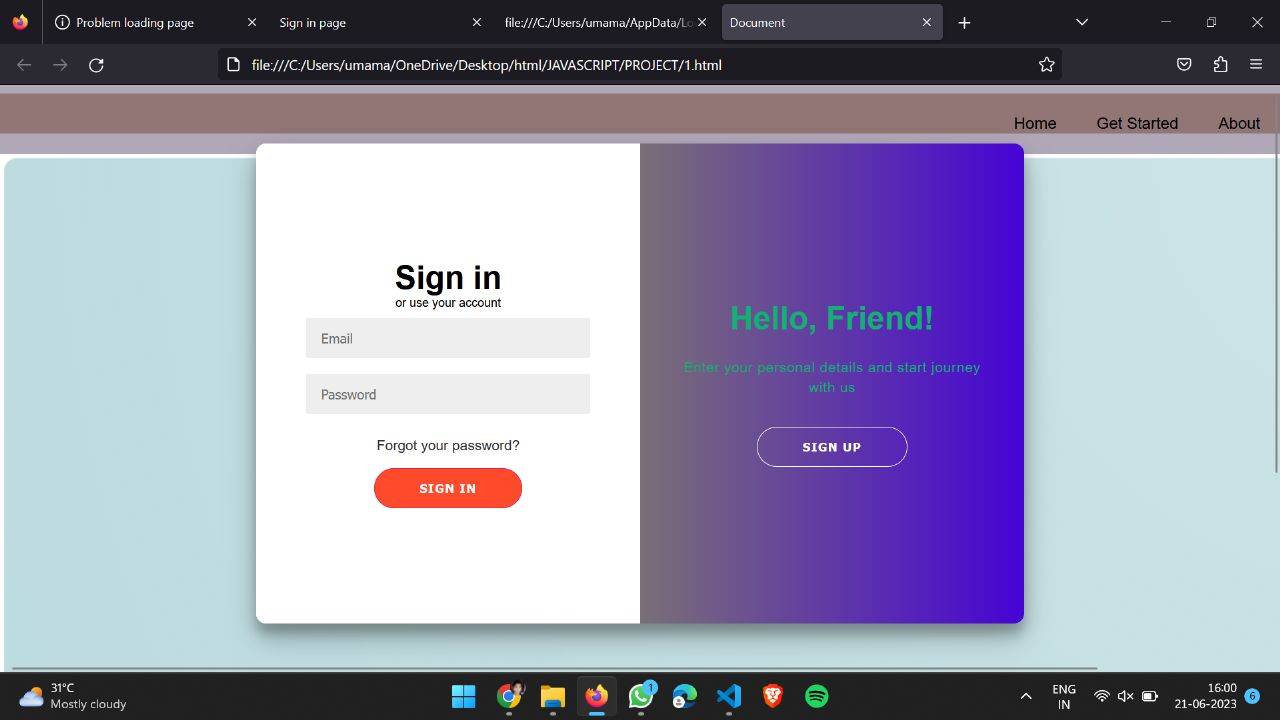 Problem loading page
Sign in page
file:///C:/Users/umama/AppData/Lo
Document
file:///C:/Users/umama/OneDrive/Desktop/html/JAVASCRIPT/PROJECT/1.html
Home Get Started About
Sign in
or use your account
Email
Password
Forgot your password?
SIGN IN
Hello, Friend!
Enter your personal details and start journey
with us
SIGN UP
31°C
Mostly cloudy
1
ENG
IN
16:00
21-06-2023
6